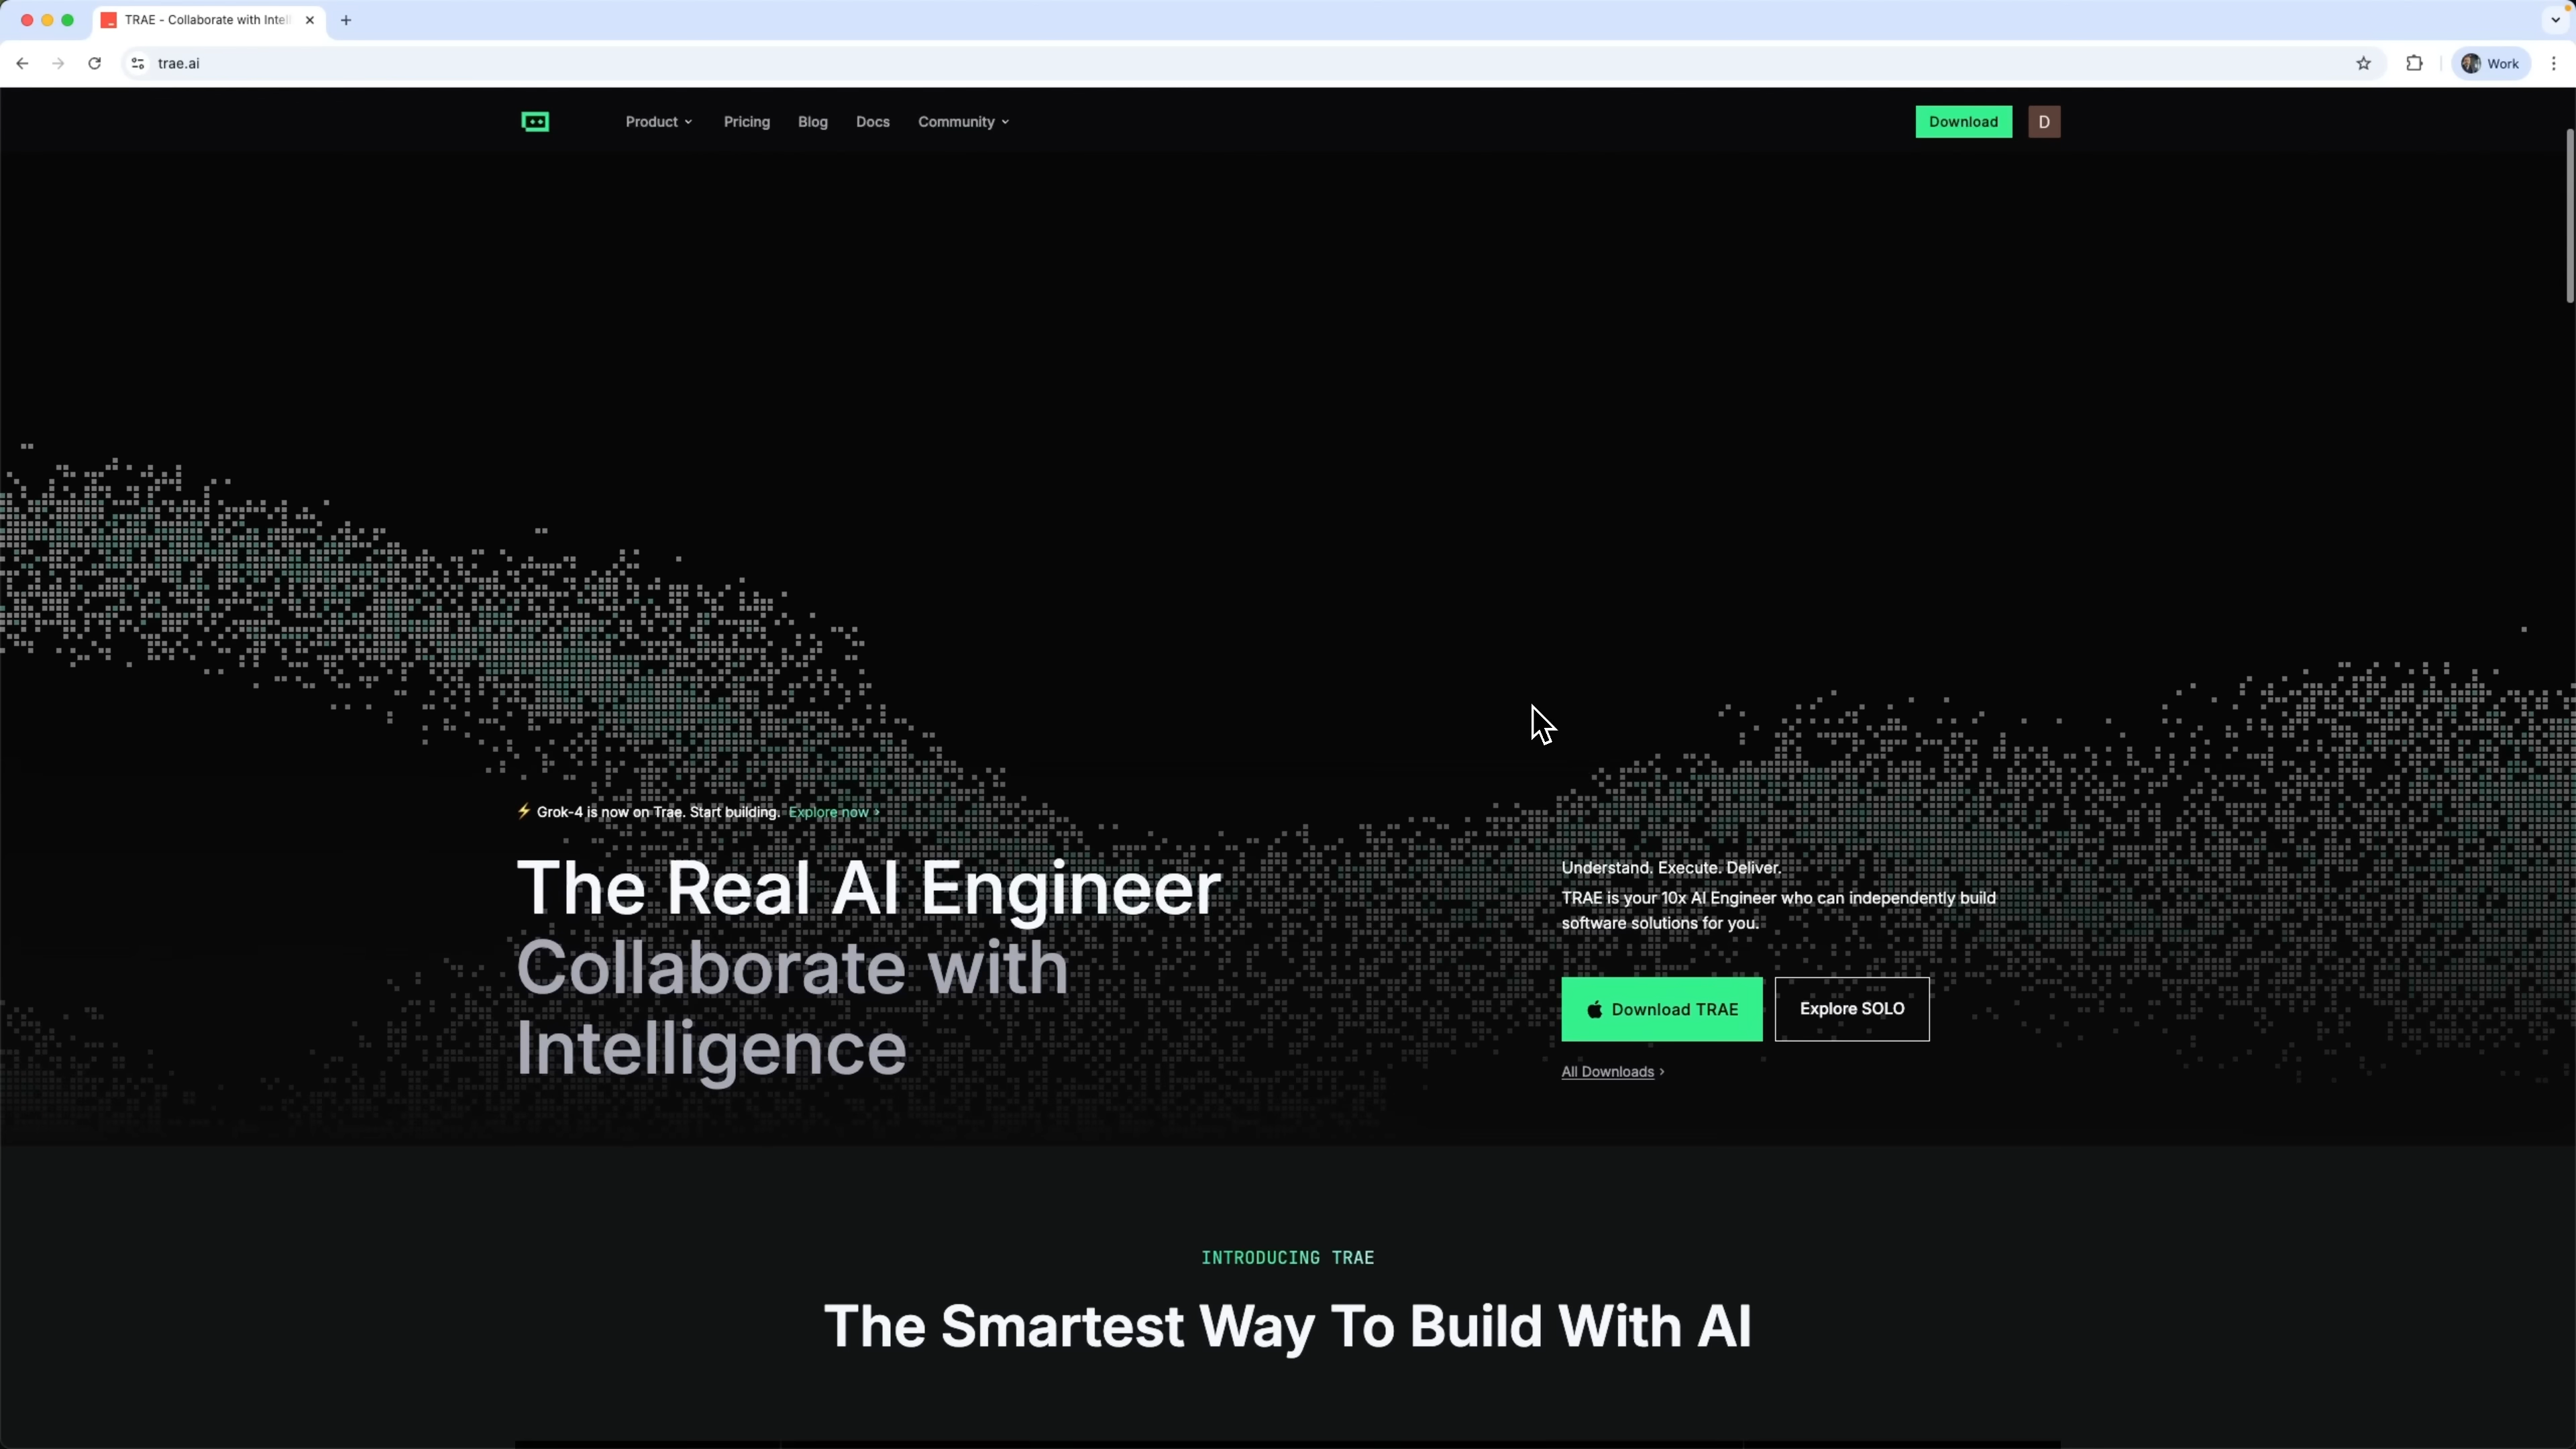 TRAE - Collaborate with Intel
trae.ai
Work
Product
Pricing
Blog
Docs
Community
Download
D
⚡ Grok-4 is now on Trae. Start building. Explore now >
The Real AI Engineer
Collaborate with
Intelligence
Understand. Execute. Deliver.
TRAE is your 10x AI Engineer who can independently build
software solutions for you.
Download TRAE
Explore SOLO
All Downloads >
INTRODUCING TRAE
The Smartest Way To Build With AI